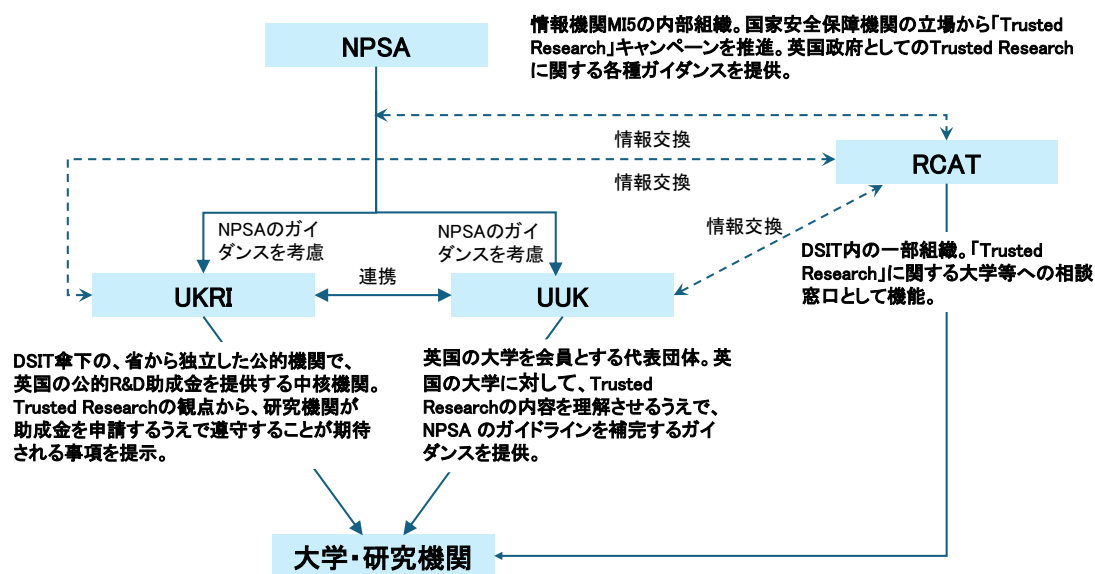 NPSA
情報機関MI5の内部組織。国家安全保障機関の立場から「Trusted
Research」キャンペーンを推進。英国政府としてのTrusted Research
に関する各種ガイダンスを提供。
情報交換
RCAT
情報交換
NPSAのガイ
ダンスを考慮
NPSAのガイ
ダンスを考慮
情報交換
DSIT内の一部組織。「Trusted
Research」に関する大学等への相談
窓口として機能。
連携
UKRI
UUK
DSIT傘下の、省から独立した公的機関で、
英国の公的R&D助成金を提供する中核機関。
Trusted Researchの観点から、研究機関が
助成金を申請するうえで遵守することが期待
される事項を提示。
英国の大学を会員とする代表団体。英
国の大学に対して、Trusted
Researchの内容を理解させるうえで、
NPSA のガイドラインを補完するガイ
ダンスを提供。
大学・研究機関